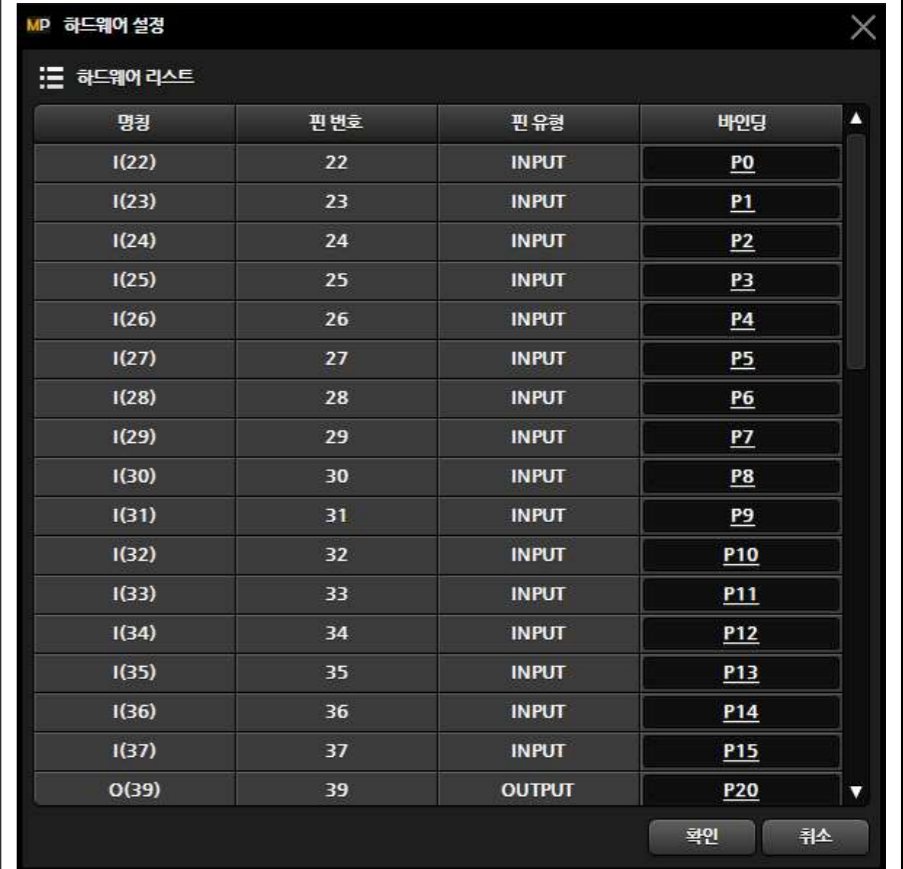 MP 하드웨어 설정
하드웨어 리스트
명칭 핀 번호 핀 유형 바인딩
I(22) 22 INPUT P0
I(23) 23 INPUT P1
I(24) 24 INPUT P2
I(25) 25 INPUT P3
I(26) 26 INPUT P4
I(27) 27 INPUT P5
I(28) 28 INPUT P6
I(29) 29 INPUT P7
I(30) 30 INPUT P8
I(31) 31 INPUT P9
I(32) 32 INPUT P10
I(33) 33 INPUT P11
I(34) 34 INPUT P12
I(35) 35 INPUT P13
I(36) 36 INPUT P14
I(37) 37 INPUT P15
O(39) 39 OUTPUT P20
확인 취소